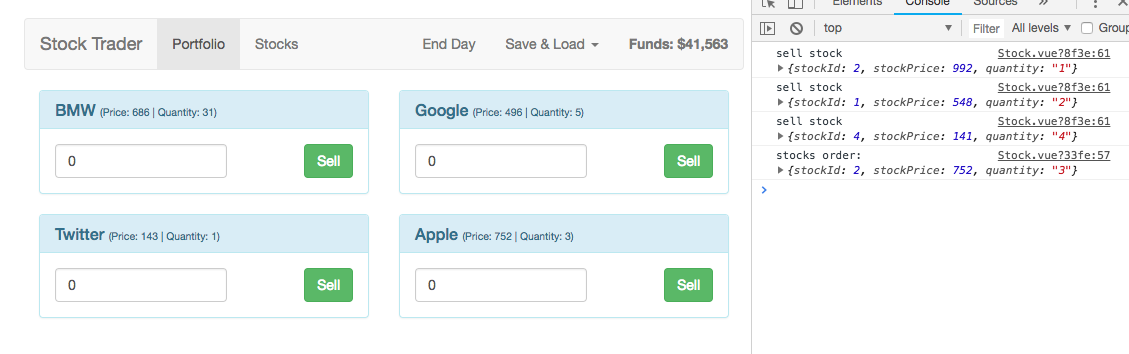 Stock Trader Portfolio Stocks End Day Save & Load Funds: $41,563
BMW (Price: 686 | Quantity: 31)
0 Sell
Google (Price: 496 | Quantity: 5)
0 Sell
Twitter (Price: 143 | Quantity: 1)
0 Sell
Apple (Price: 752 | Quantity: 3)
0 Sell
Elements Console Sources »
top Filter All levels Group
sell stock Stock.vue?8f3e:61
{stockId: 2, stockPrice: 992, quantity: "1"}
sell stock Stock.vue?8f3e:61
{stockId: 1, stockPrice: 548, quantity: "2"}
sell stock Stock.vue?8f3e:61
{stockId: 4, stockPrice: 141, quantity: "4"}
stocks order: Stock.vue?33fe:57
{stockId: 2, stockPrice: 752, quantity: "3"}